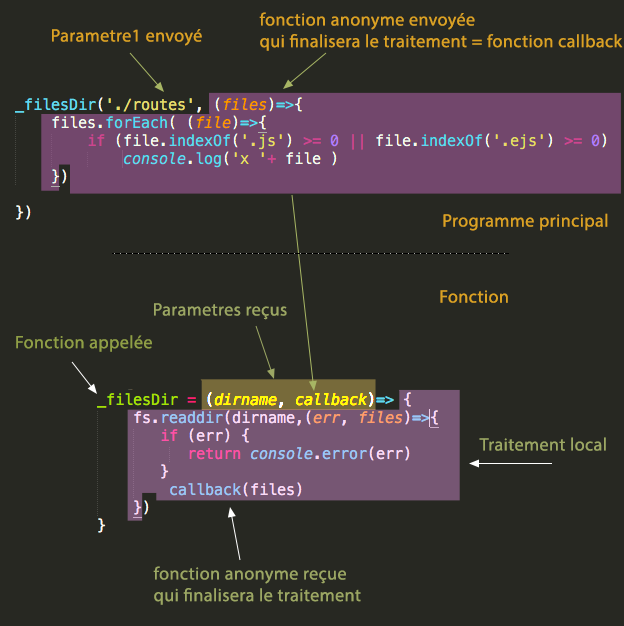 Parametre1 envoyé
fonction anonyme envoyée
qui finalisera le traitement = fonction callback
_filesDir('./routes', (files)=>{
files.forEach( (file)=>{
if (file.indexOf('.js') >= 0 || file.indexOf('.ejs') >= 0)
console.log('x '+ file )
})
})
Programme principal
Fonction
Parametres reçus
Fonction appelée
_filesDir = (dirname, callback)=> {
fs.readdir(dirname,(err, files)=>{
if (err) {
return console.error(err)
}
callback(files)
})
}
Traitement local
fonction anonyme reçue
qui finalisera le traitement